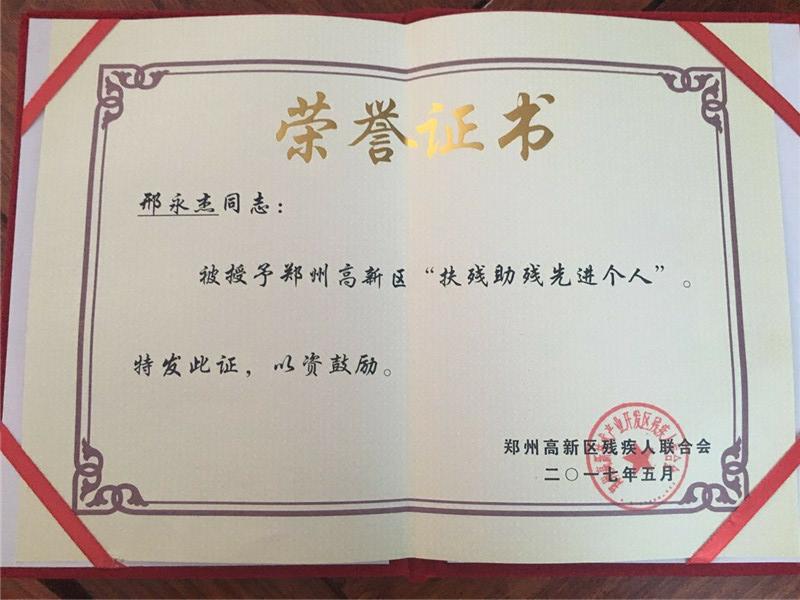 荣誉证书
邢永杰同志：
被授予郑州高新区“扶残助残先进个人”。
特发此证，以资鼓励。
郑州高新区残疾人联合会
二〇一七年五月